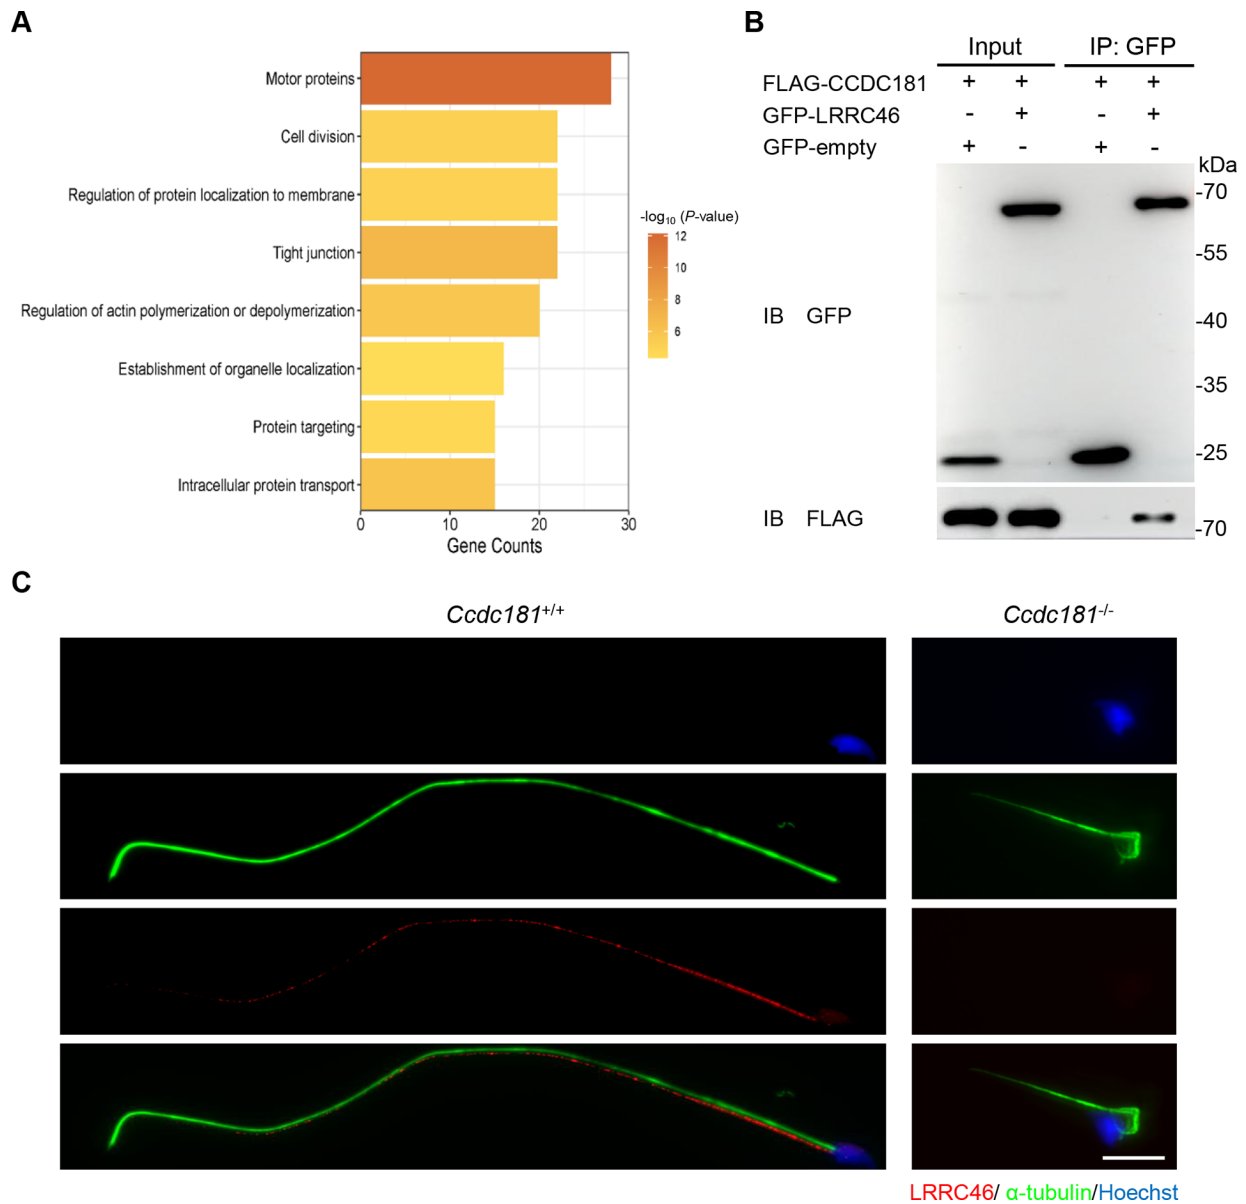 A
Motor proteins
Cell division
Regulation of protein localization to membrane
Tight junction
Regulation of actin polymerization or depolymerization
Establishment of organelle localization
Protein targeting
Intracellular protein transport
0 10 20 30
Gene Counts
-log₁₀ (P-value)
12
10
8
6
B
Input IP: GFP
FLAG-CCDC181 + + + +
GFP-LRRC46 - + - +
GFP-empty + - + -
kDa
-70
-55
-40
-35
-25
IB GFP
IB FLAG
-70
C
Ccdc181+/+ Ccdc181-/-
LRRC46/ α-tubulin/Hoechst